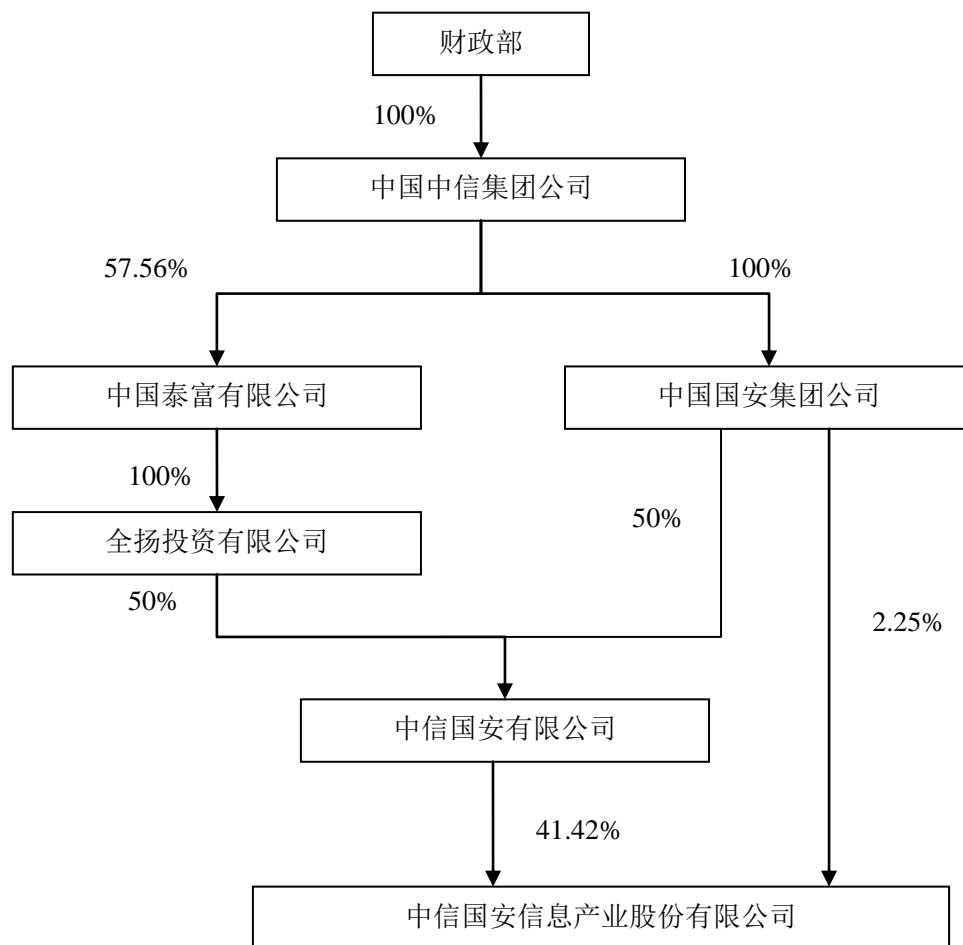 财政部
100%
中国中信集团公司
57.56%
100%
中国泰富有限公司
中国国安集团公司
100%
全扬投资有限公司
50%
50%
2.25%
中信国安有限公司
41.42%
中信国安信息产业股份有限公司